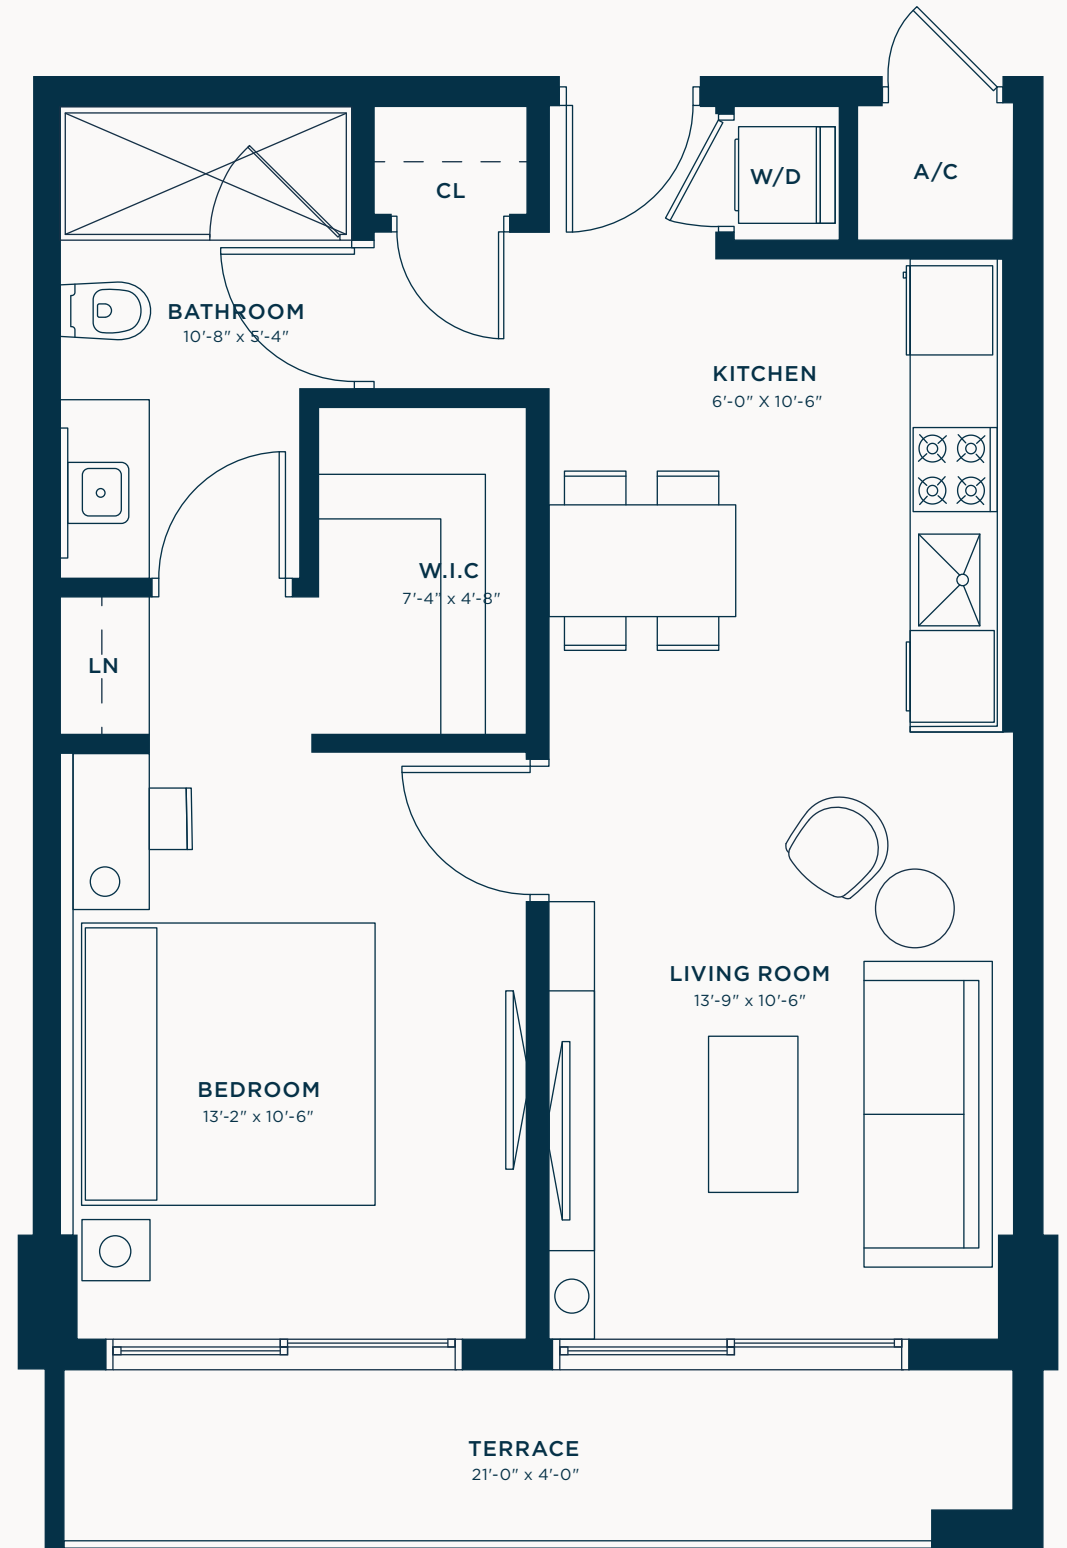 CL
W/D
A/C
BATHROOM
10'-8" x 5'-4"
KITCHEN
6'-0" X 10'-6"
W.I.C
7'-4" x 4'-8"
LN
LIVING ROOM
13'-9" x 10'-6"
BEDROOM
13'-2" x 10'-6"
TERRACE
21'-0" x 4'-0"